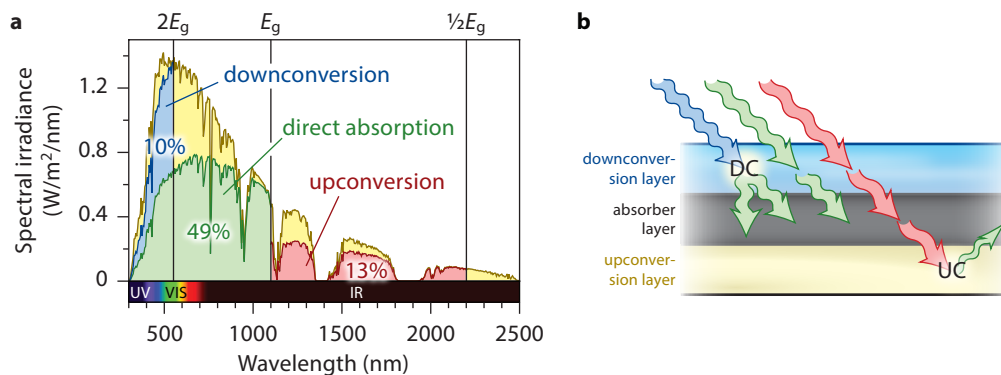 a
2Eg
Eg
½Eg
Spectral irradiance
(W/m²/nm)
1.2
0.8
0.4
0
downconversion
10%
direct absorption
upconversion
49%
13%
UV
VIS
IR
500
1000
1500
2000
2500
Wavelength (nm)
b
downconver-
sion layer
DC
absorber
layer
upconver-
sion layer
UC